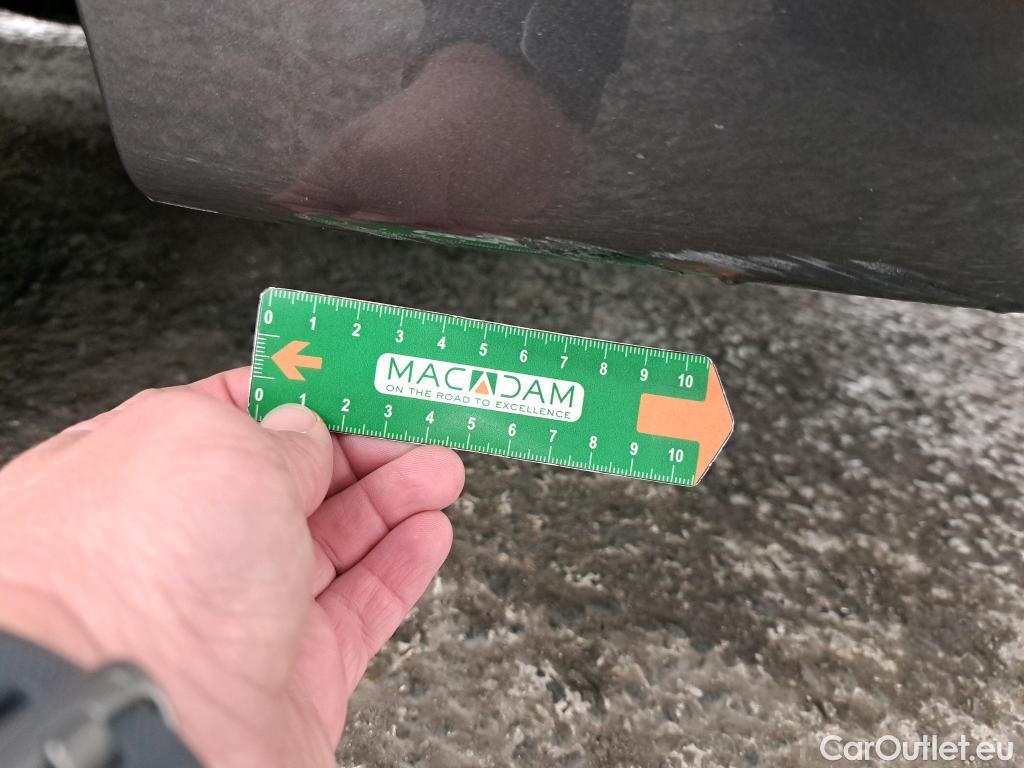 0 1 2 3 4 5 6 7 8 9 10
MACADAM
ON THE ROAD TO EXCELLENCE
0 1 2 3 4 5 6 7 8 9 10
CarOutlet.eu